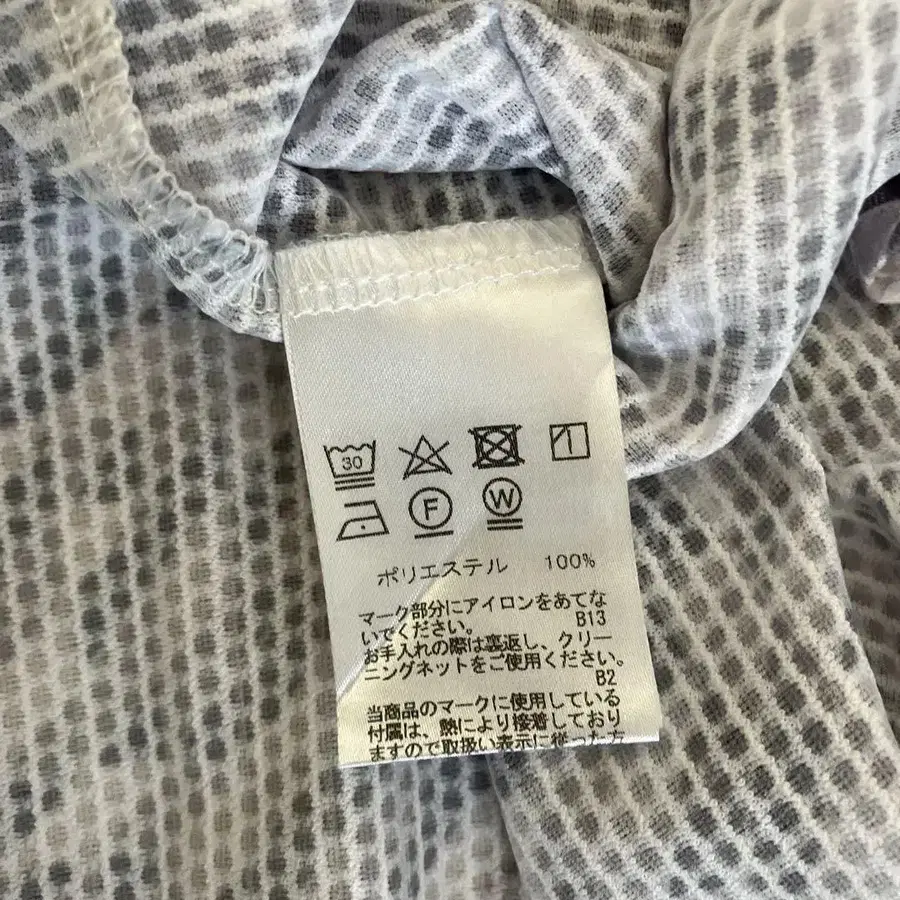 30
F W
ポリエステル 100%
マーク部分にアイロンをあてな
いでください。 B13
お手入れの際は裏返し、クリー
ニングネットをご使用ください。
B2
当商品のマークに使用している
付属は、熱により接着しており
ますので取扱い表示に従った方